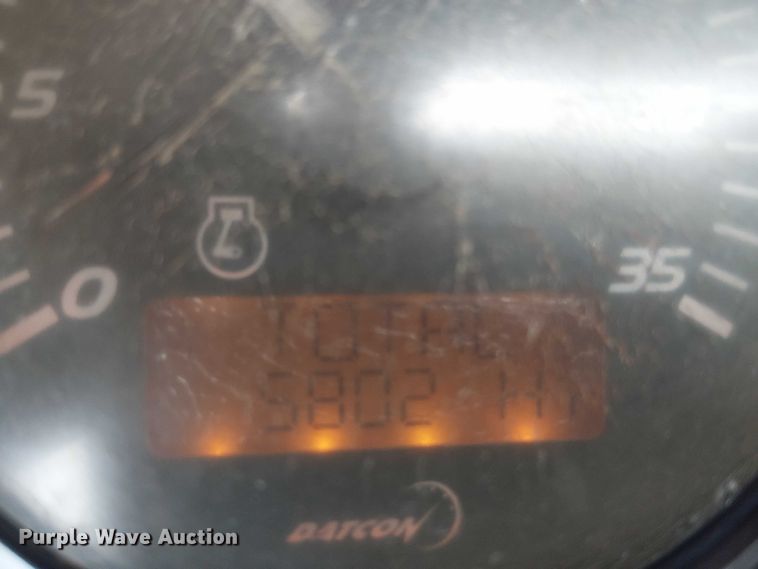 5
0
35
TOTAL
5802 Hr
DATCON
Purple Wave Auction